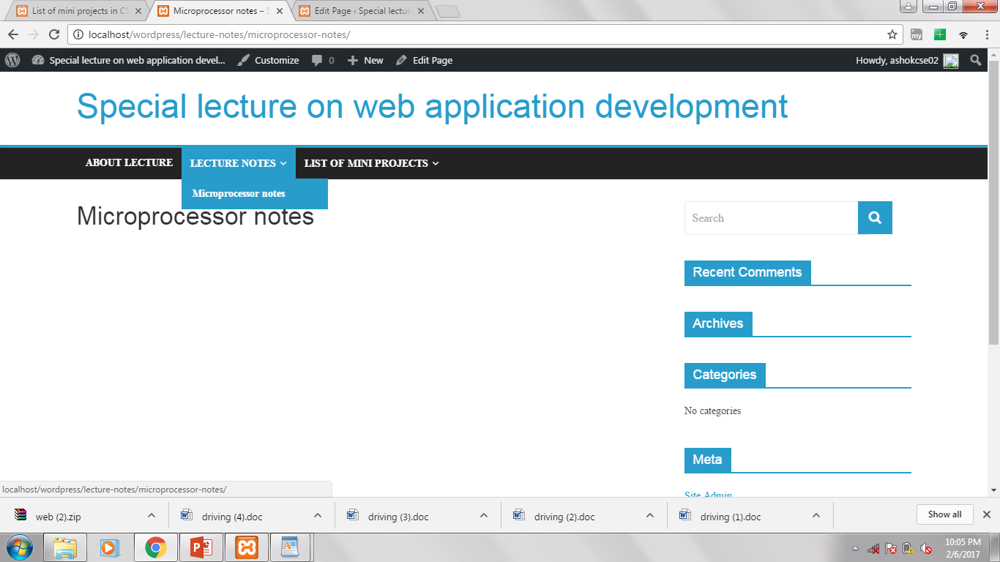 List of mini projects in CS
Microprocessor notes – S
Edit Page ‹ Special lectur
localhost/wordpress/lecture-notes/microprocessor-notes/
my
Special lecture on web application devel...
Customize
0
New
Edit Page
Howdy, ashokcse02
Special lecture on web application development
ABOUT LECTURE
LECTURE NOTES
LIST OF MINI PROJECTS
Microprocessor notes
Microprocessor notes
Search
Recent Comments
Archives
Categories
No categories
Meta
Site Admin
localhost/wordpress/lecture-notes/microprocessor-notes/
web (2).zip
driving (4).doc
driving (3).doc
driving (2).doc
driving (1).doc
Show all
10:05 PM
2/6/2017